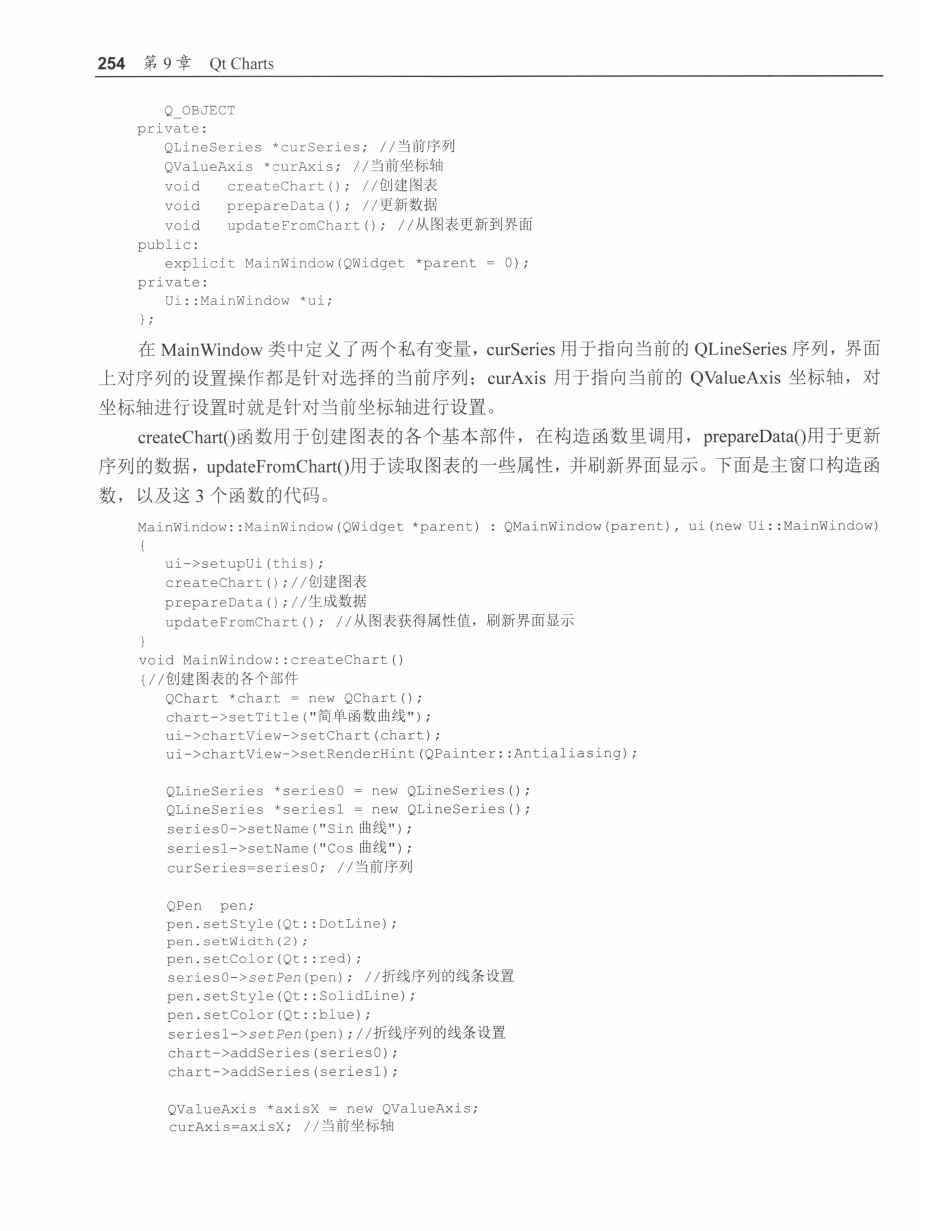 254 第 9 章 Qt Charts
Q_OBJECT
private:
QLineSeries *curSeries; //当前序列
QValueAxis *curAxis; //当前坐标轴
void createChart(); //创建图表
void prepareData(); //更新数据
void updateFromChart(); //从图表更新到界面
public:
explicit MainWindow(QWidget *parent = 0);
private:
Ui::MainWindow *ui;
};
在 MainWindow 类中定义了两个私有变量，curSeries 用于指向当前的 QLineSeries 序列，界面
上对序列的设置操作都是针对选择的当前序列；curAxis 用于指向当前的 QValueAxis 坐标轴，对
坐标轴进行设置时就是针对当前坐标轴进行设置。
createChart()函数用于创建图表的各个基本部件，在构造函数里调用，prepareData()用于更新
序列的数据，updateFromChart()用于读取图表的一些属性，并刷新界面显示。下面是主窗口构造函
数，以及这 3 个函数的代码。
MainWindow::MainWindow(QWidget *parent) : QMainWindow(parent), ui(new Ui::MainWindow)
{
ui->setupUi(this);
createChart();//创建图表
prepareData();//生成数据
updateFromChart(); //从图表获得属性值，刷新界面显示
}
void MainWindow::createChart()
{//创建图表的各个部件
QChart *chart = new QChart();
chart->setTitle("简单函数曲线");
ui->chartView->setChart(chart);
ui->chartView->setRenderHint(QPainter::Antialiasing);
QLineSeries *series0 = new QLineSeries();
QLineSeries *series1 = new QLineSeries();
series0->setName("Sin 曲线");
series1->setName("Cos 曲线");
curSeries=series0; //当前序列
QPen pen;
pen.setStyle(Qt::DotLine);
pen.setWidth(2);
pen.setColor(Qt::red);
series0->setPen(pen); //折线序列的线条设置
pen.setStyle(Qt::SolidLine);
pen.setColor(Qt::blue);
series1->setPen(pen);//折线序列的线条设置
chart->addSeries(series0);
chart->addSeries(series1);
QValueAxis *axisX = new QValueAxis;
curAxis=axisX; //当前坐标轴